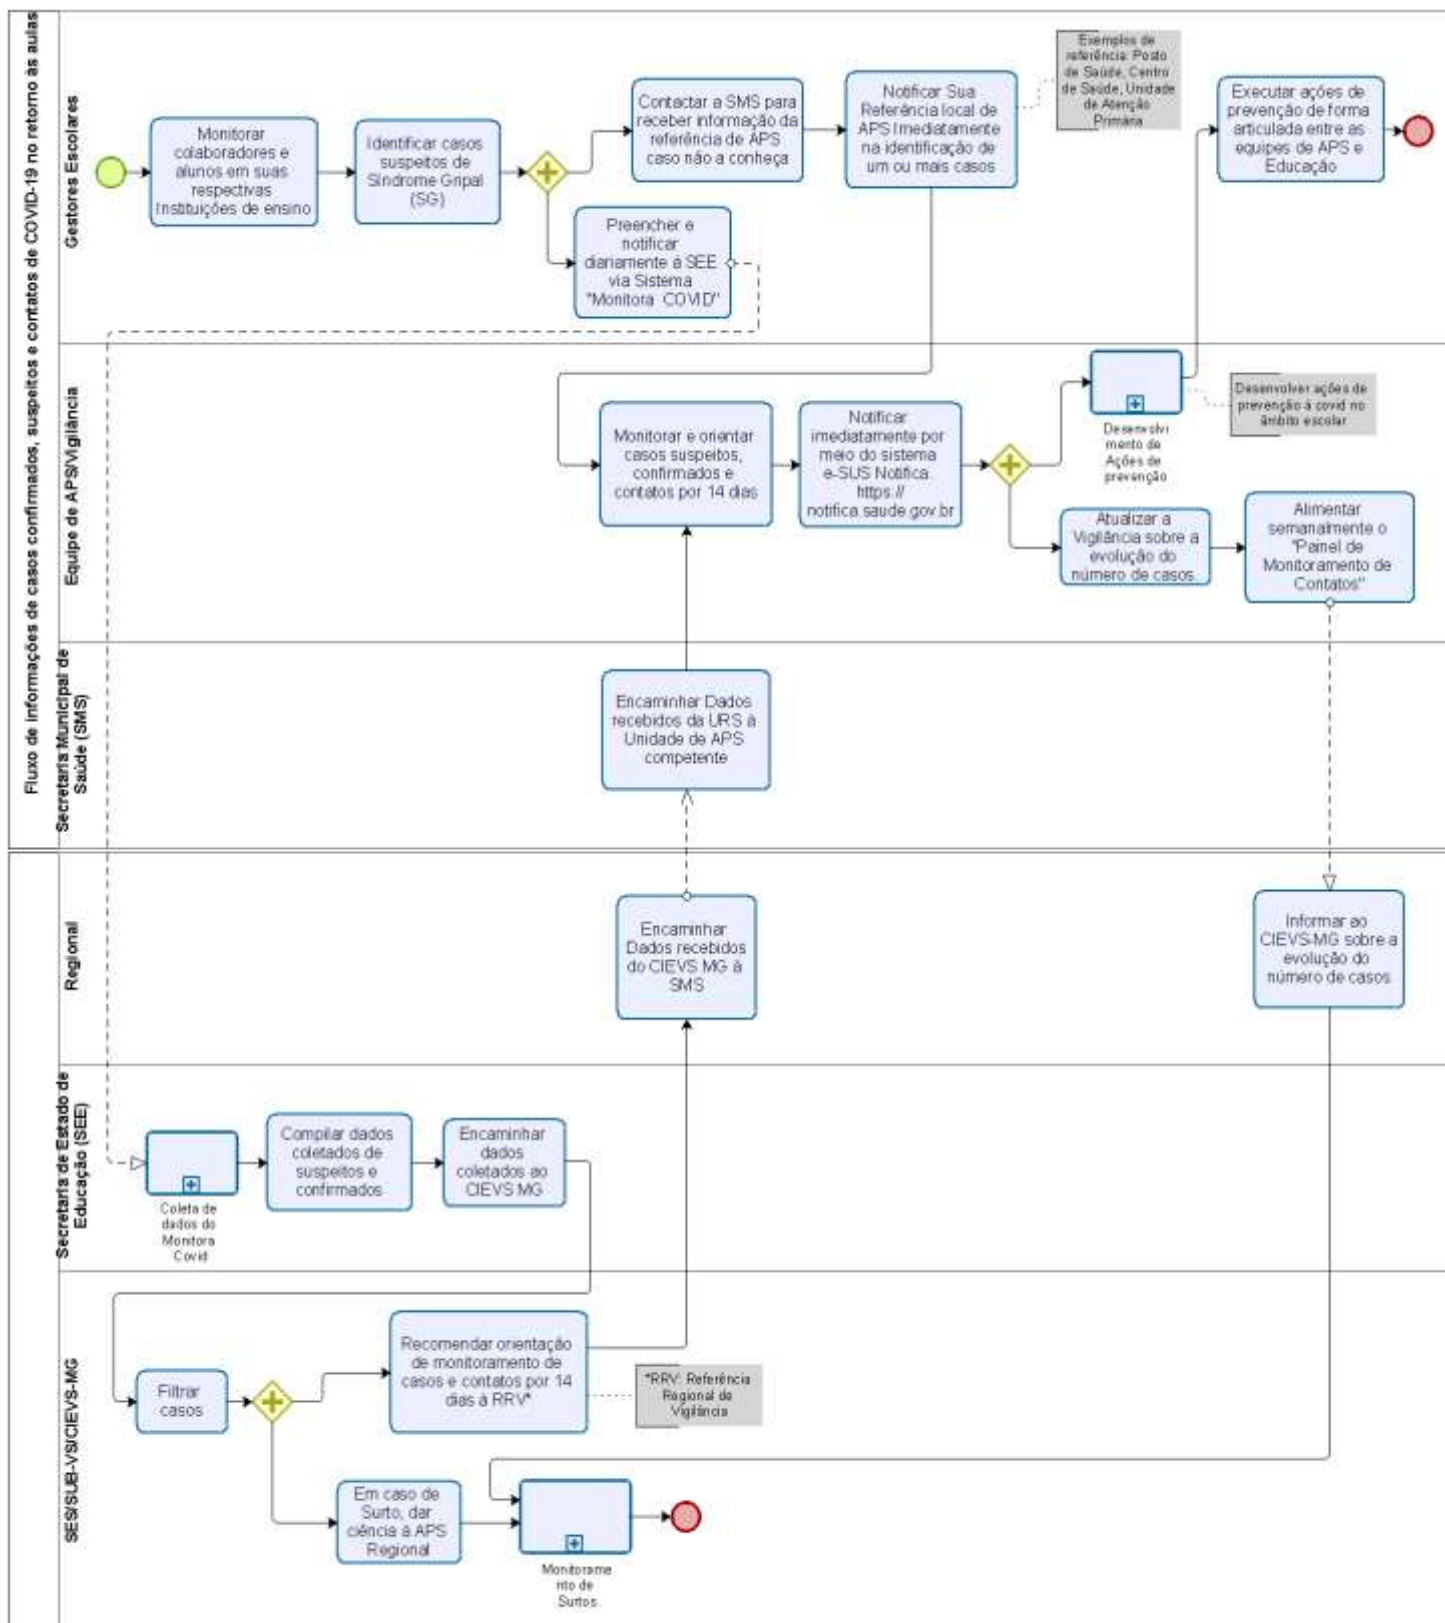 Fluxo de informações de casos confirmados, suspeitos e contatos de COVID-19 no retorno às aulas
Gestores Escolares
Monitorar
colaboradores e
alunos em suas
respectivas
Instituições de ensino
Identificar casos
suspeitos de
Síndrome Gripal
(SG)
Contactar a SMS para
receber informação da
referência de APS
caso não a conheça
Notificar Sua
Referência local de
APS Imediatamente
na identificação de
um ou mais casos
Exemplos de
referência: Posto
de Saúde, Centro
de Saúde, Unidade
de Atenção
Primária
Executar ações de
prevenção de forma
articulada entre as
equipes de APS e
Educação
Preencher e
notificar
diariamente à SEE
via Sistema
"Monitora COVID"
Equipe de APS/Vigilância
Monitorar e orientar
casos suspeitos,
confirmados e
contatos por 14 dias
Notificar
imediatamente por
meio do sistema
e-SUS Notifica.
https://
notifica.saude.gov.br
Desenvolvi
mento de
Ações de
prevenção
Desenvolver ações de
prevenção à covid no
âmbito escolar
Atualizar a
Vigilância sobre a
evolução do
número de casos.
Alimentar
semanalmente o
"Painel de
Monitoramento de
Contatos"
Secretaria Municipal de
Saúde (SMS)
Encaminhar Dados
recebidos da URS à
Unidade de APS
competente
Regional
Encaminhar
Dados recebidos
do CIEVS MG à
SMS
Informar ao
CIEVS-MG sobre a
evolução do
número de casos
Secretaria de Estado de
Educação (SEE)
Coleta de
dados do
Monitora
Covid
Compilar dados
coletados de
suspeitos e
confirmados
Encaminhar
dados
coletados ao
CIEVS MG
SES/SUB-VS/CIEVS-MG
Filtrar
casos
Recomendar orientação
de monitoramento de
casos e contatos por 14
dias à RRV*
*RRV: Referência
Regional de
Vigilância
Em caso de
Surto, dar
ciência à APS
Regional
Monitorame
nto de
Surtos